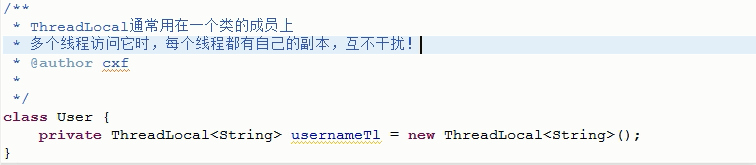 /**
 * ThreadLocal通常用在一个类的成员上
 * 多个线程访问它时，每个线程都有自己的副本，互不干扰!
 * @author cxf
 *
 */
class User {
    private ThreadLocal<String> usernameTl = new ThreadLocal<String>();
}